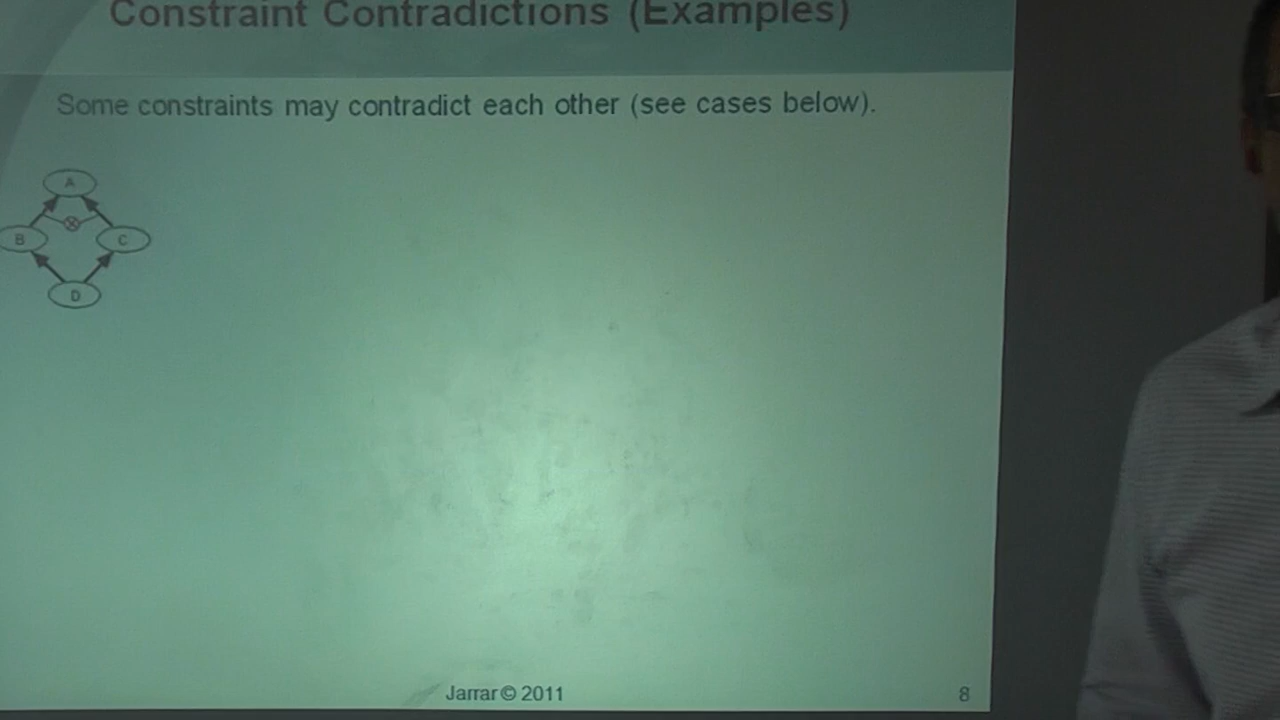 Constraint Contradictions (Examples)
Some constraints may contradict each other (see cases below).
A
B
C
D
Jarrar © 2011
8